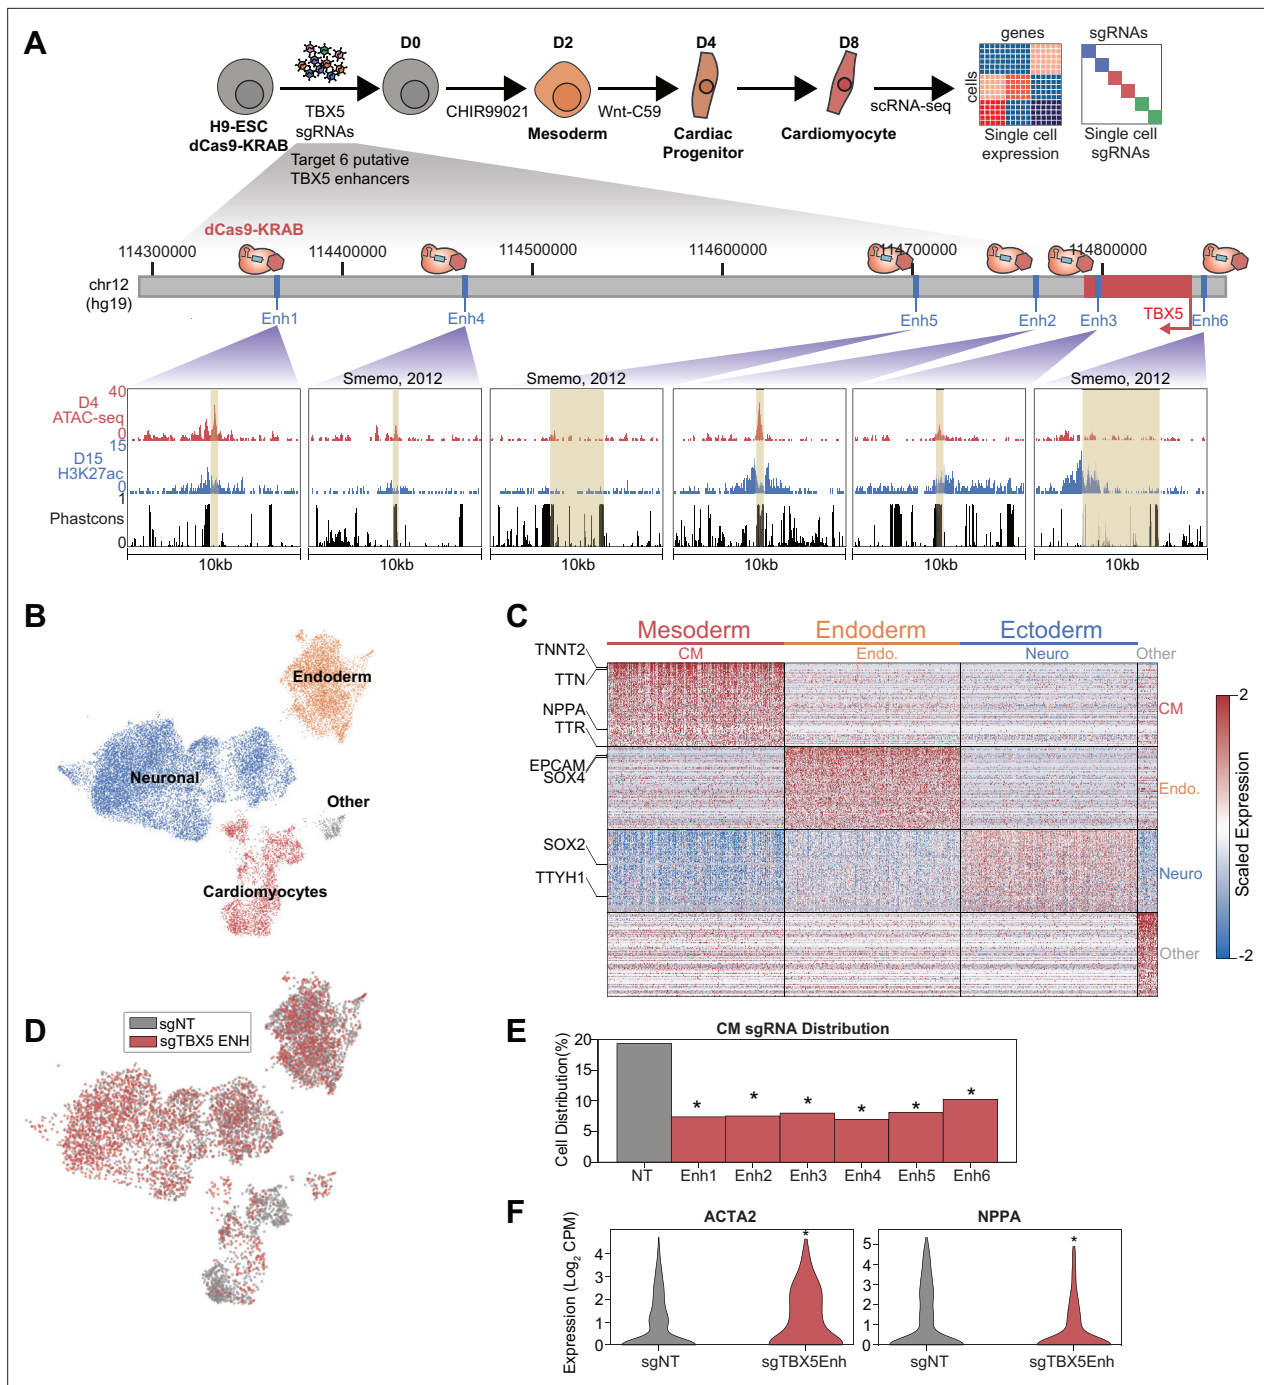 A
H9-ESC
dCas9-KRAB
TBX5
sgRNAs
Target 6 putative
TBX5 enhancers
D0
CHIR99021
D2
Mesoderm
Wnt-C59
D4
Cardiac
Progenitor
D8
Cardiomyocyte
scRNA-seq
genes
cells
Single cell
expression
sgRNAs
Single cell
sgRNAs
dCas9-KRAB
114300000
114400000
114500000
114600000
114700000
114800000
chr12
(hg19)
Enh1
Enh4
Enh5
Enh2
Enh3
TBX5
Enh6
Smemo, 2012
Smemo, 2012
Smemo, 2012
D4
ATAC-seq
40
0
D15
H3K27ac
15
0
Phastcons
1
0
10kb
10kb
10kb
10kb
10kb
10kb
B
Endoderm
Neuronal
Other
Cardiomyocytes
C
Mesoderm
Endoderm
Ectoderm
CM
Endo.
Neuro
Other
TNNT2
TTN
NPPA
TTR
EPCAM
SOX4
SOX2
TTYH1
CM
Endo.
Neuro
Other
2
-2
Scaled Expression
D
sgNT
sgTBX5 ENH
E
CM sgRNA Distribution
Cell Distribution(%)
20
15
10
5
0
* * * * * *
NT Enh1 Enh2 Enh3 Enh4 Enh5 Enh6
F
Expression (Log2 CPM)
ACTA2
4
3
2
1
0
*
sgNT sgTBX5Enh
NPPA
5
4
3
2
1
0
*
sgNT sgTBX5Enh